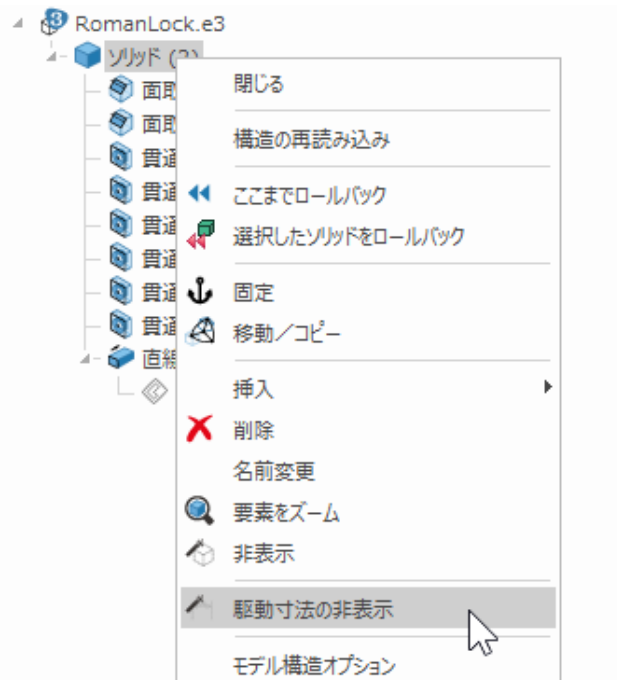 RomanLock.e3
ソリッド
面取
面取
貫通
貫通
貫通
貫通
貫通
貫通
直線
閉じる
構造の再読み込み
ここまでロールバック
選択したソリッドをロールバック
固定
移動／コピー
挿入
削除
名前変更
要素をズーム
非表示
駆動寸法の非表示
モデル構造オプション